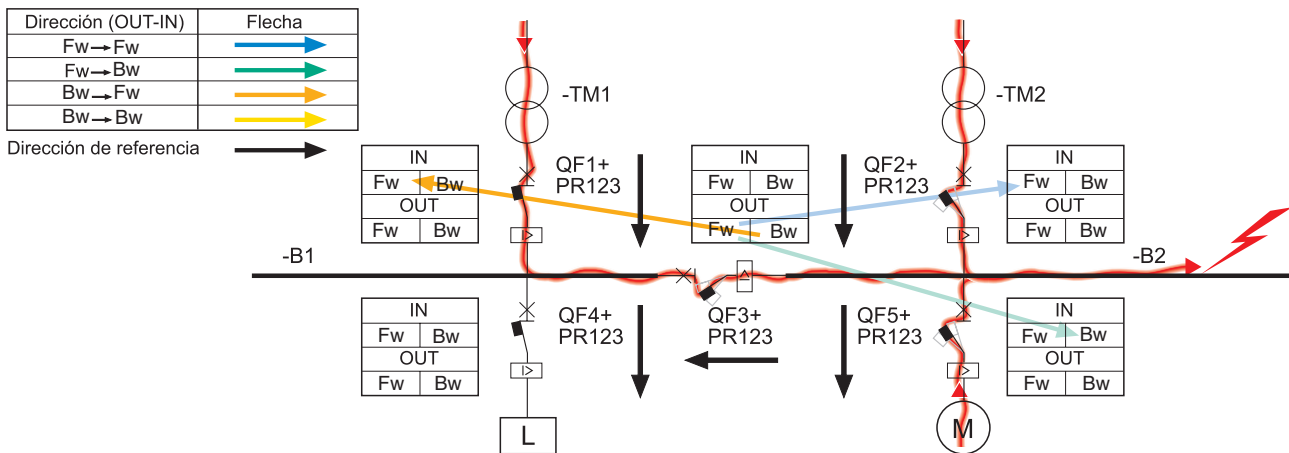 Dirección (OUT-IN) Flecha
Fw→Fw
Fw→Bw
Bw→Fw
Bw→Bw
Dirección de referencia
-TM1
-TM2
IN
Fw Bw
OUT
Fw Bw
QF1+
PR123
IN
Fw Bw
OUT
Fw Bw
QF2+
PR123
IN
Fw Bw
OUT
Fw Bw
-B1
-B2
IN
Fw Bw
OUT
Fw Bw
QF4+
PR123
QF3+
PR123
QF5+
PR123
IN
Fw Bw
OUT
Fw Bw
I>
I>
I>
I>
I>
L
M